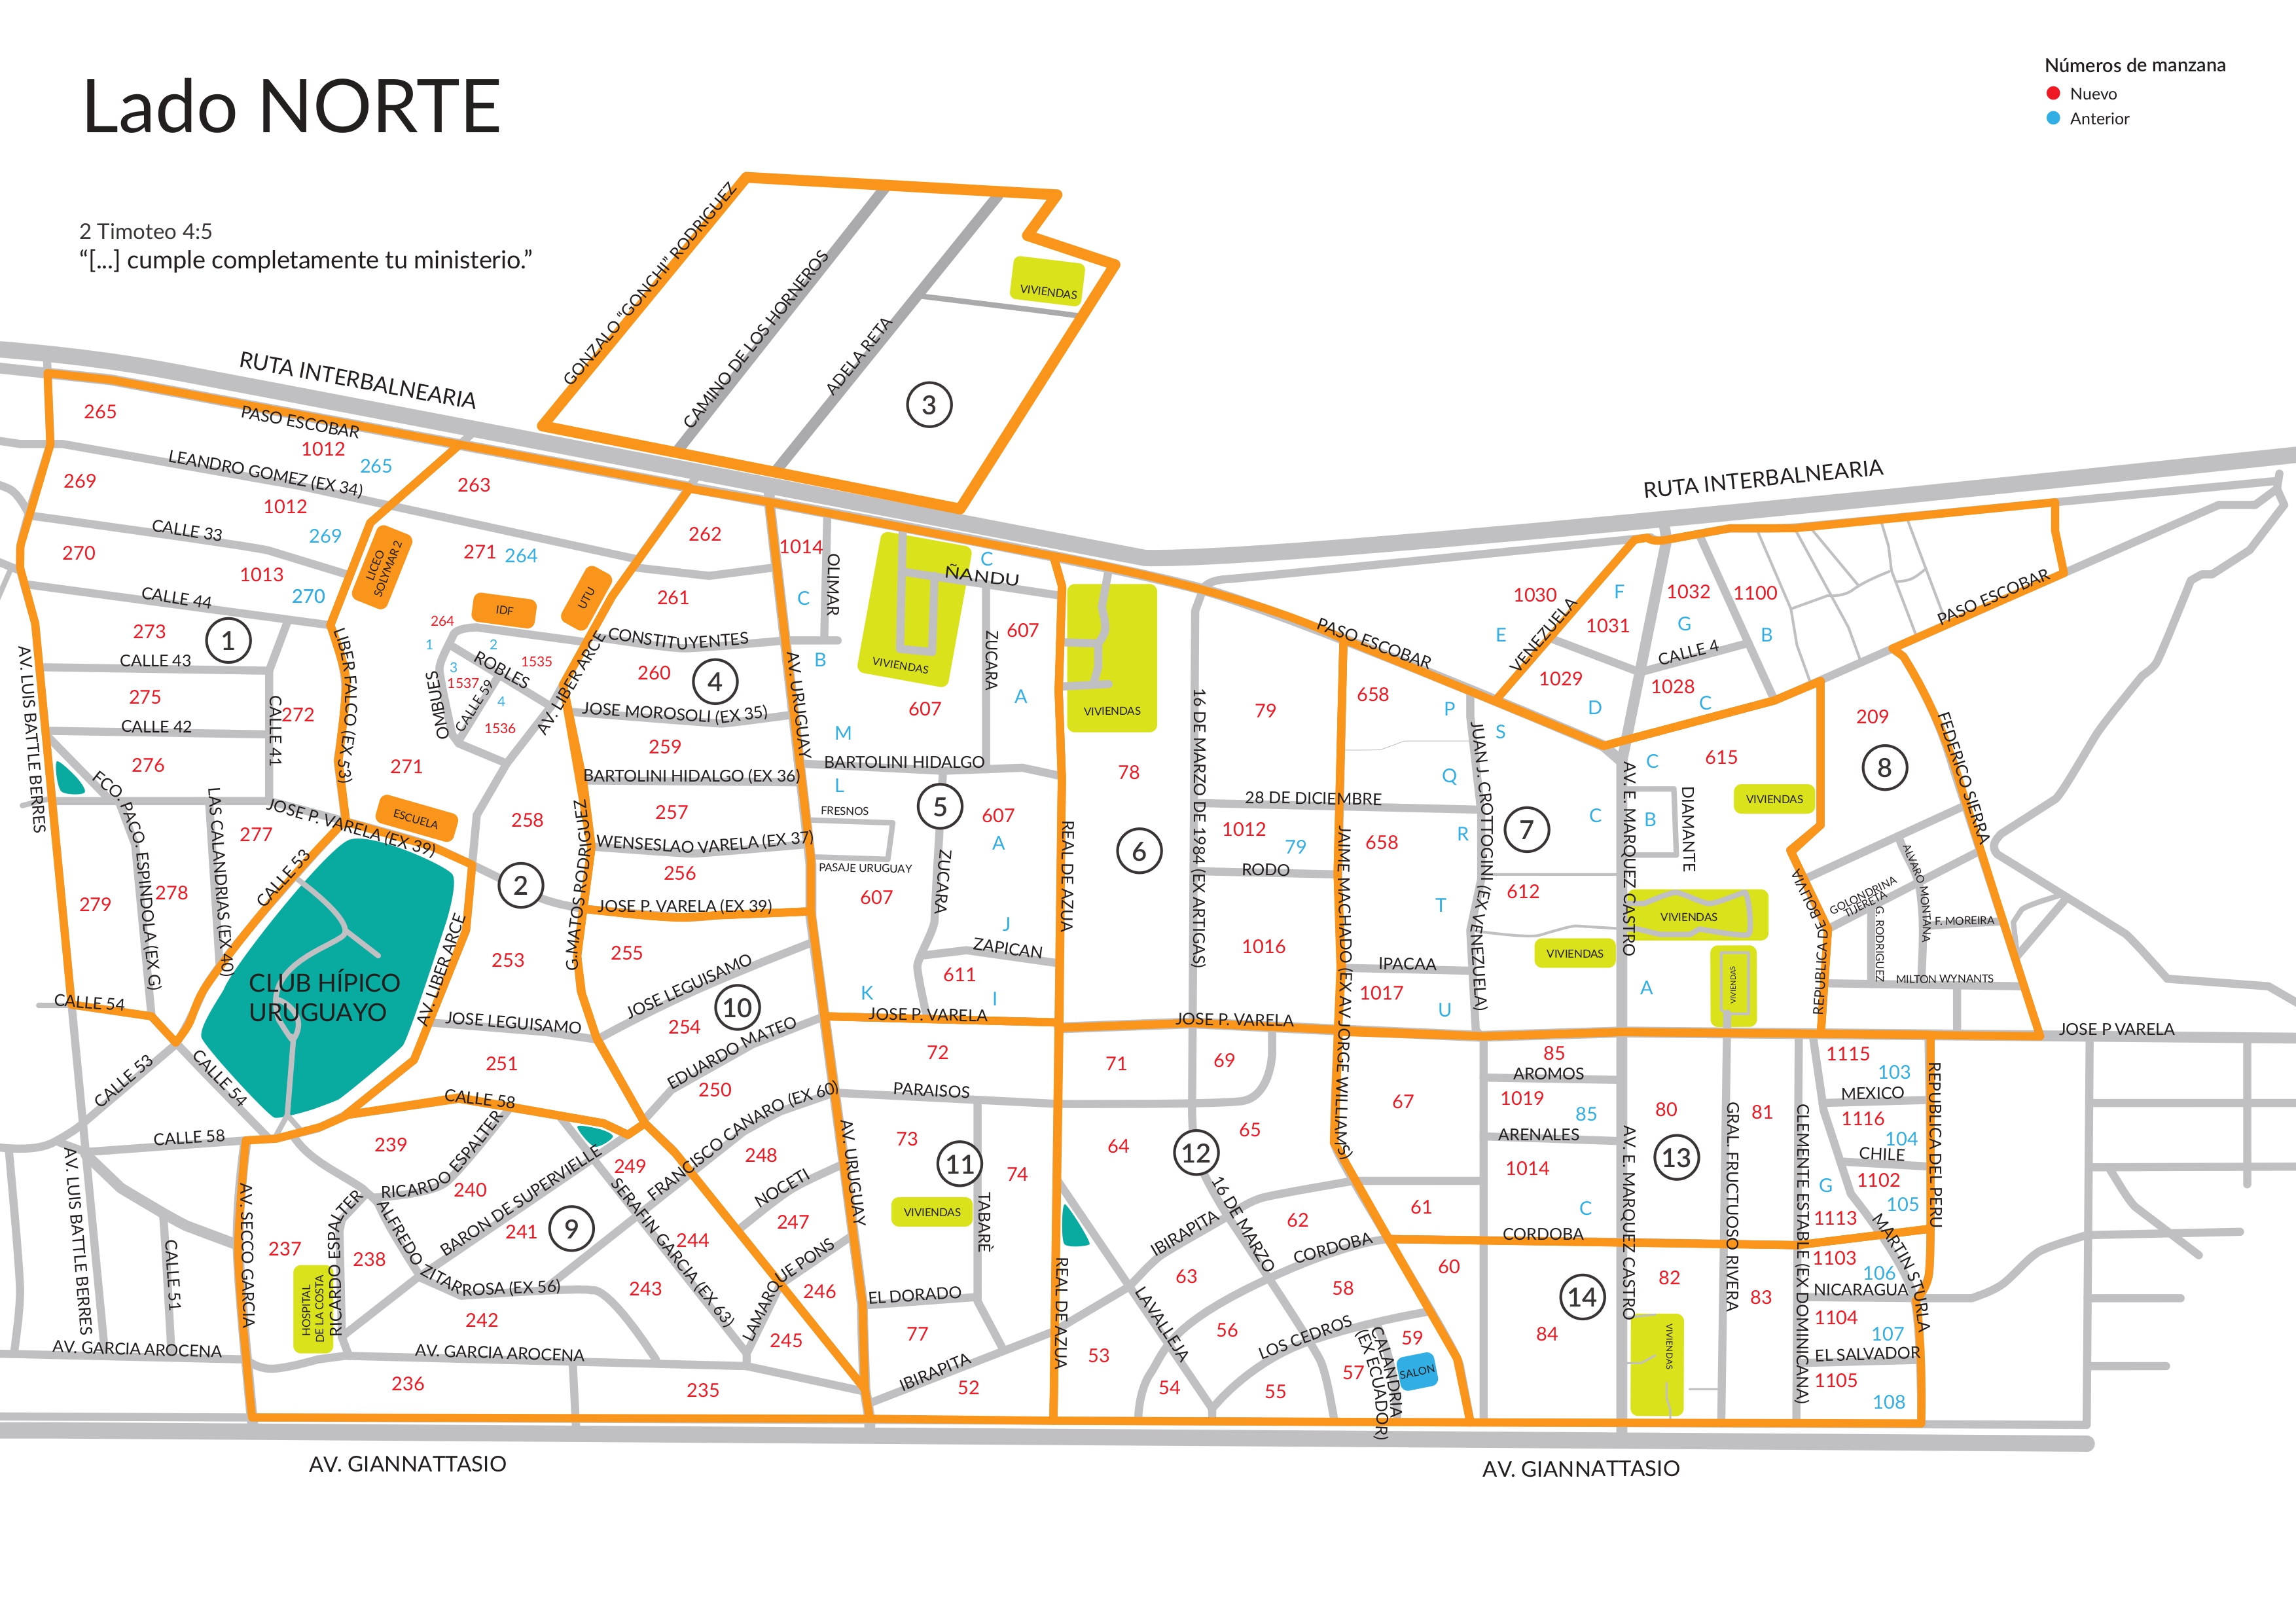 Lado NORTE
Números de manzana
Nuevo
Anterior
2 Timoteo 4:5
“[...] cumple completamente tu ministerio.”
GONZALO “GONCHI” RODRIGUEZ
CAMINO DE LOS HORNEROS
ADELA RETA
VIVIENDAS
3
RUTA INTERBALNEARIA
RUTA INTERBALNEARIA
PASO ESCOBAR
265
1012
265
LEANDRO GOMEZ (EX 34)
269
1012
269
263
CALLE 33
270
1013
270
LICEO
SOLYMAR 2
271
264
262
CALLE 44
273
1
CALLE 43
275
CALLE 42
276
CALLE 41
272
LIBER FALCO (EX 53)
AV. LUIS BATTLE BERRES
FCO. PACO. ESPINDOLA (EX G)
LAS CALANDRIAS (EX 40)
277
278
279
JOSE P. VARELA (EX 39)
CALLE 53
CALLE 54
CLUB HÍPICO
URUGUAYO
IDF
UTU
264
1
2
3
4
ROBLES
1535
1537
1536
CALLE 59
OMBUES
AV. LIBER ARCE
271
ESCUELA
258
2
253
AV. LIBER ARCE
JOSE LEGUISAMO
251
CALLE 58
G.MATOS RODRIGUEZ
261
CONSTITUYENTES
260
4
JOSE MOROSOLI (EX 35)
259
BARTOLINI HIDALGO (EX 36)
257
WENSESLAO VARELA (EX 37)
256
JOSE P. VARELA (EX 39)
255
JOSE LEGUISAMO
254
10
EDUARDO MATEO
250
FRANCISCO CANARO (EX 60)
248
NOCETI
247
LAMARQUE PONS
246
AV. URUGUAY
1014
OLIMAR
C
B
C
ÑANDU
VIVIENDAS
ZUCARA
607
A
607
M
BARTOLINI HIDALGO
L
FRESNOS
5
607
A
PASAJE URUGUAY
607
ZUCARA
J
ZAPICAN
611
K
I
JOSE P. VARELA
REAL DE AZUA
VIVIENDAS
78
6
16 DE MARZO DE 1984 (EX ARTIGAS)
79
28 DE DICIEMBRE
1012
79
RODO
1016
JOSE P. VARELA
PASO ESCOBAR
658
P
Q
658
R
T
JAIME MACHADO (EX AV JORGE WILLIAMS)
IPACAA
1017
U
JUAN J. CROTTOGINI (EX VENEZUELA)
S
7
C
612
1030
E
VENEZUELA
F
1031
1029
D
1032
G
CALLE 4
1028
C
1100
B
C
615
B
DIAMANTE
AV. E. MARQUEZ CASTRO
VIVIENDAS
VIVIENDAS
VIVIENDAS
VIVIENDAS
A
PASO ESCOBAR
209
8
FEDERICO SIERRA
REPUBLICA DE BOLIVIA
GOLONDRINA
TIJERETA
ALVARO MONTANA
G. RODRIGUEZ
F. MOREIRA
MILTON WYNANTS
JOSE P VARELA
CALLE 53
CALLE 54
CALLE 58
AV. LUIS BATTLE BERRES
CALLE 51
AV. GARCIA AROCENA
AV. SECCO GARCIA
237
HOSPITAL
DE LA COSTA
RICARDO ESPALTER
238
239
RICARDO ESPALTER
240
ALFREDO ZITARROSA (EX 56)
BARON DE SUPERVIELLE
241
9
249
SERAFIN GARCIA (EX 63)
244
243
242
AV. GARCIA AROCENA
236
235
245
AV. URUGUAY
72
PARAISOS
73
11
74
VIVIENDAS
TABARÈ
EL DORADO
77
IBIRAPITA
52
REAL DE AZUA
71
69
64
12
65
16 DE MARZO
IBIRAPITA
62
CORDOBA
63
LAVALLEJA
58
56
LOS CEDROS
53
54
55
57
59
CALANDRIA
(EX ECUADOR)
SALON
67
61
60
85
AROMOS
1019
85
ARENALES
1014
C
CORDOBA
80
13
81
AV. E. MARQUEZ CASTRO
GRAL. FRUCTUOSO RIVERA
CLEMENTE ESTABLE (EX DOMINICANA)
14
84
82
83
VIVIENDAS
1115
103
MEXICO
1116
104
CHILE
1102
G
105
1113
MARTIN STURLA
REPUBLICA DEL PERU
1103
106
NICARAGUA
1104
107
EL SALVADOR
1105
108
AV. GIANNATTASIO
AV. GIANNATTASIO